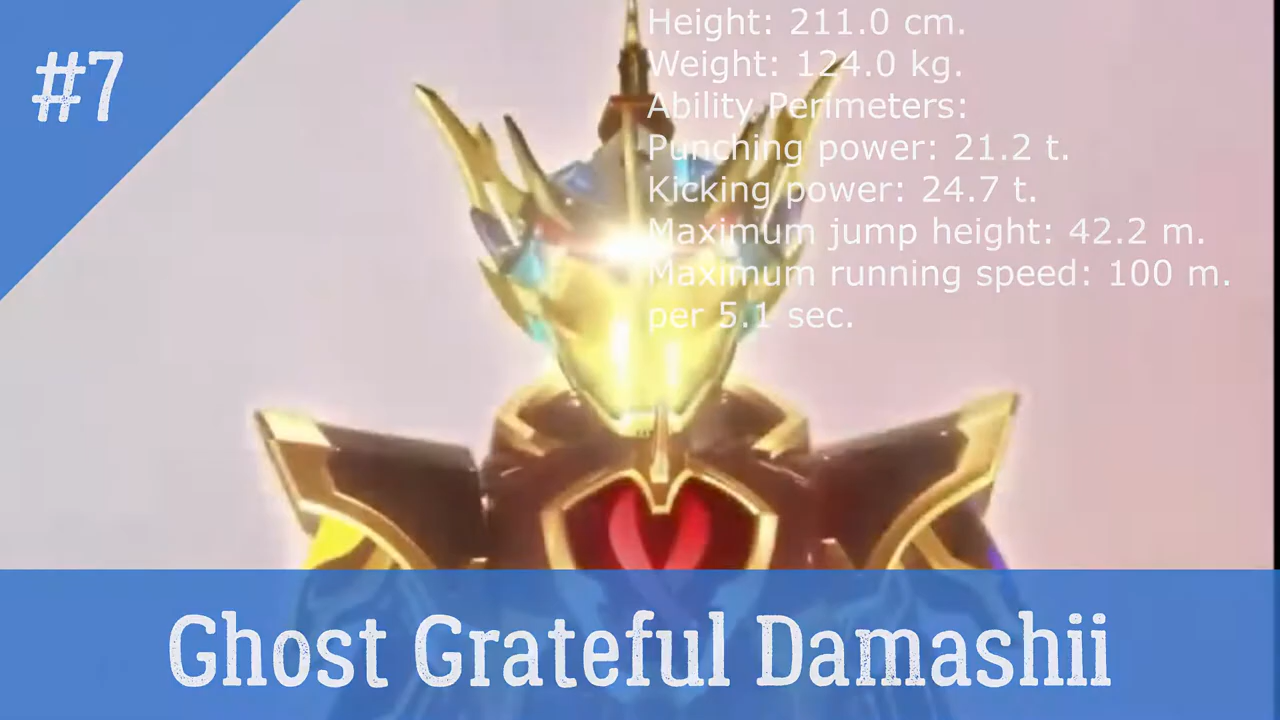 #7
Height: 211.0 cm.
Weight: 124.0 kg.
Ability Perimeters:
Punching power: 21.2 t.
Kicking power: 24.7 t.
Maximum jump height: 42.2 m.
Maximum running speed: 100 m.
per 5.1 sec.
Ghost Grateful Damashii